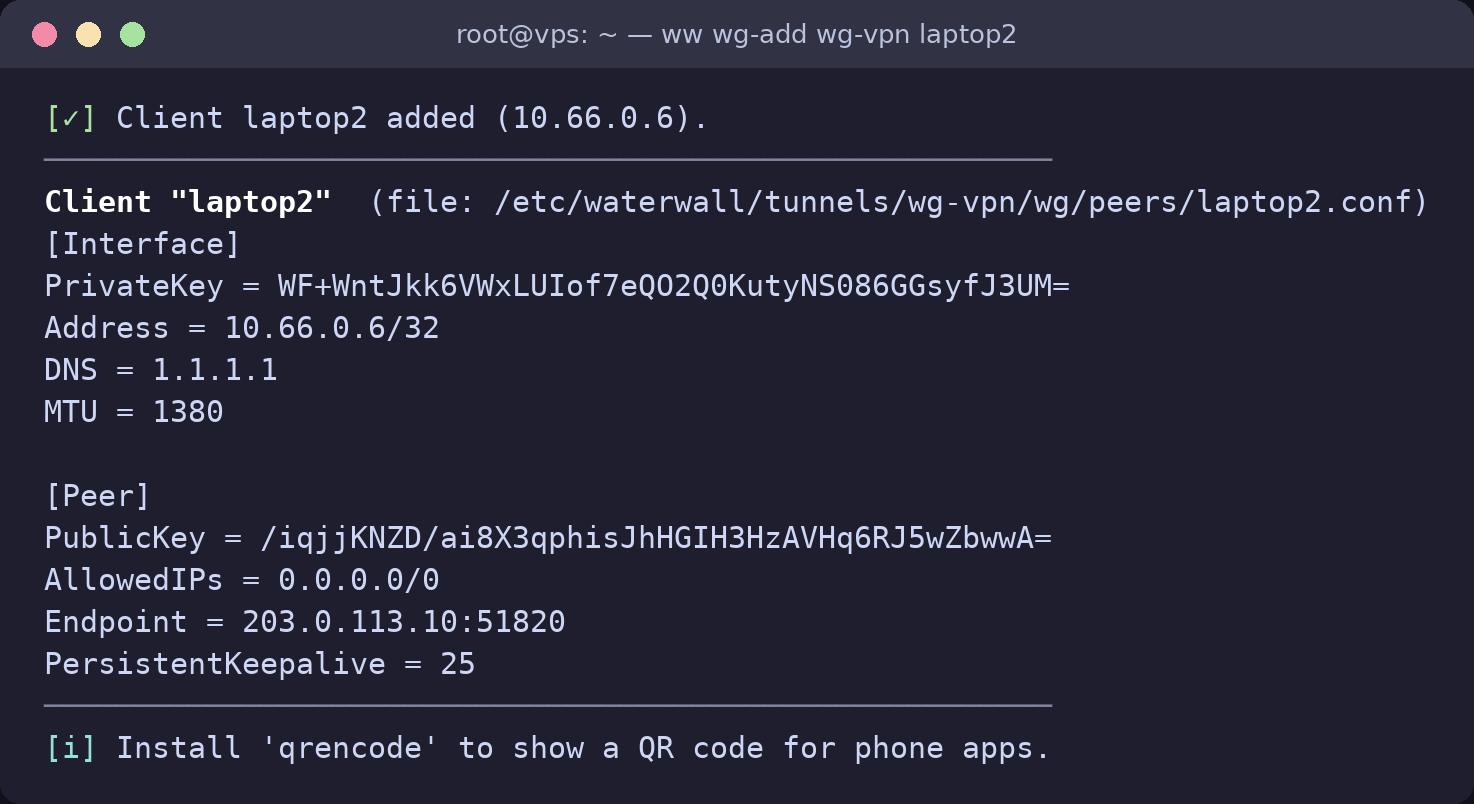 root@vps: ~ — ww wg-add wg-vpn laptop2
[✓] Client laptop2 added (10.66.0.6).
Client "laptop2"  (file: /etc/waterwall/tunnels/wg-vpn/wg/peers/laptop2.conf)
[Interface]
PrivateKey = WF+WntJkk6VWxLUIof7eQO2Q0KutyNS086GGsyfJ3UM=
Address = 10.66.0.6/32
DNS = 1.1.1.1
MTU = 1380
[Peer]
PublicKey = /iqjjKNZD/ai8X3qphisJhHGIH3HzAVHq6RJ5wZbwwA=
AllowedIPs = 0.0.0.0/0
Endpoint = 203.0.113.10:51820
PersistentKeepalive = 25
[i] Install 'qrencode' to show a QR code for phone apps.